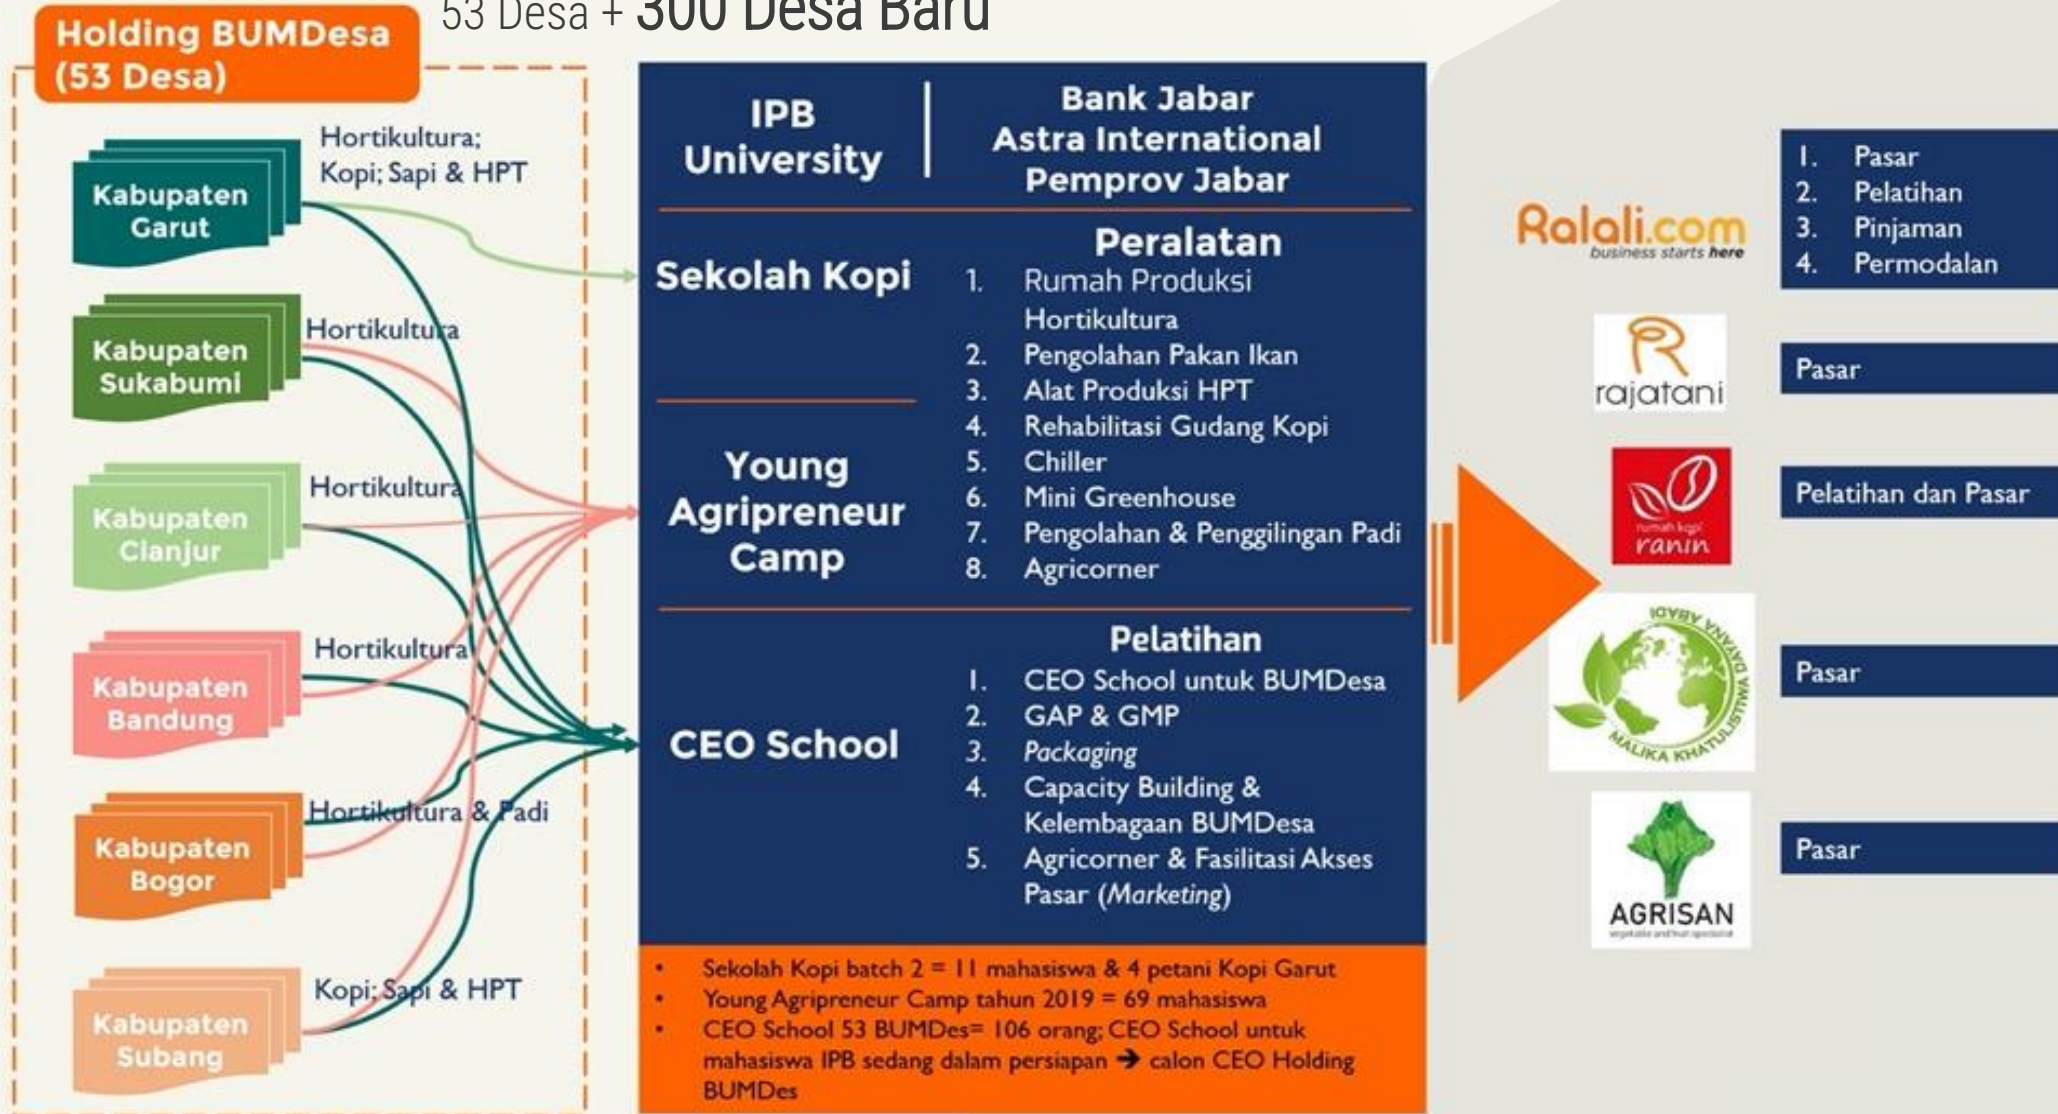 53 Desa + 300 Desa Baru
Holding BUMDesa
(53 Desa)
Kabupaten
Garut
Hortikultura;
Kopi; Sapi & HPT
Kabupaten
Sukabumi
Hortikultura
Kabupaten
Cianjur
Hortikultura
Kabupaten
Bandung
Hortikultura
Kabupaten
Bogor
Hortikultura & Padi
Kabupaten
Subang
Kopi; Sapi & HPT
IPB
University
Bank Jabar
Astra International
Pemprov Jabar
Sekolah Kopi
Young
Agripreneur
Camp
CEO School
Peralatan
1. Rumah Produksi
Hortikultura
2. Pengolahan Pakan Ikan
3. Alat Produksi HPT
4. Rehabilitasi Gudang Kopi
5. Chiller
6. Mini Greenhouse
7. Pengolahan & Penggilingan Padi
8. Agricorner
Pelatihan
1. CEO School untuk BUMDesa
2. GAP & GMP
3. Packaging
4. Capacity Building &
Kelembagaan BUMDesa
5. Agricorner & Fasilitasi Akses
Pasar (Marketing)
• Sekolah Kopi batch 2 = 11 mahasiswa & 4 petani Kopi Garut
• Young Agripreneur Camp tahun 2019 = 69 mahasiswa
• CEO School 53 BUMDes= 106 orang; CEO School untuk
mahasiswa IPB sedang dalam persiapan ➔ calon CEO Holding
BUMDes
Ralali.com
business starts here
1. Pasar
2. Pelatihan
3. Pinjaman
4. Permodalan
rajatani
Pasar
rumah kopi
ranin
Pelatihan dan Pasar
MALIKA KHATULISTIWA DAYANA ABADI
Pasar
AGRISAN
vegetable and fruit specialist
Pasar